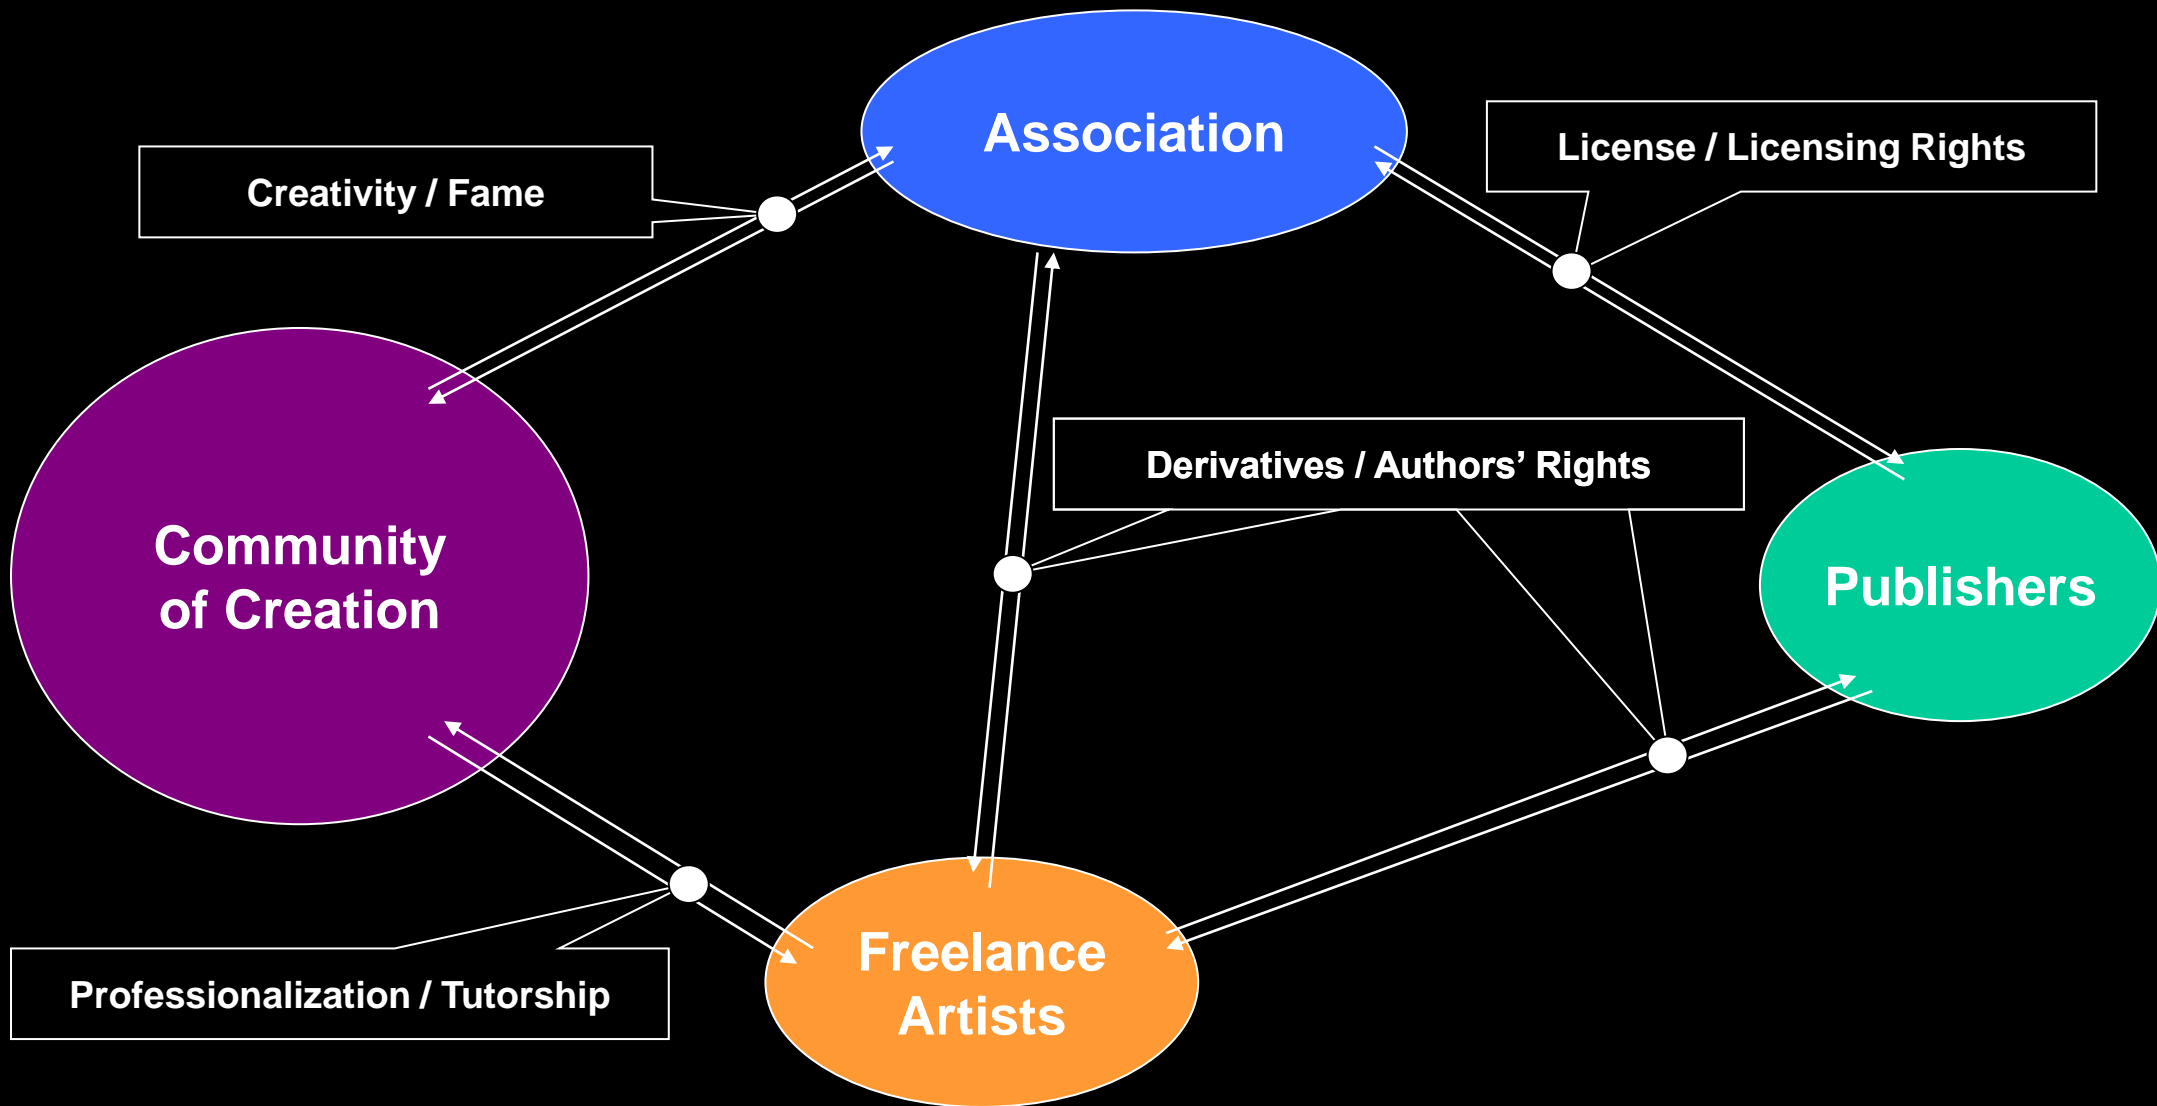 Association
License / Licensing Rights
Creativity / Fame
Derivatives / Authors’ Rights
Community
of Creation
Publishers
Freelance
Artists
Professionalization / Tutorship